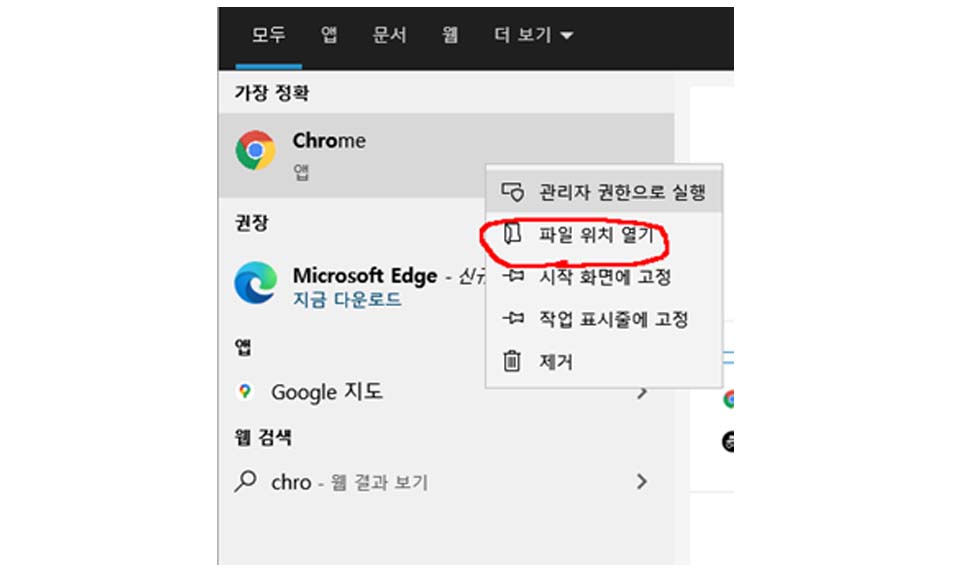 모두 앱 문서 웹 더 보기
가장 정확
Chrome
앱
관리자 권한으로 실행
권장
파일 위치 열기
Microsoft Edge - 신규
지금 다운로드
시작 화면에 고정
작업 표시줄에 고정
앱
제거
Google 지도
웹 검색
chro - 웹 결과 보기